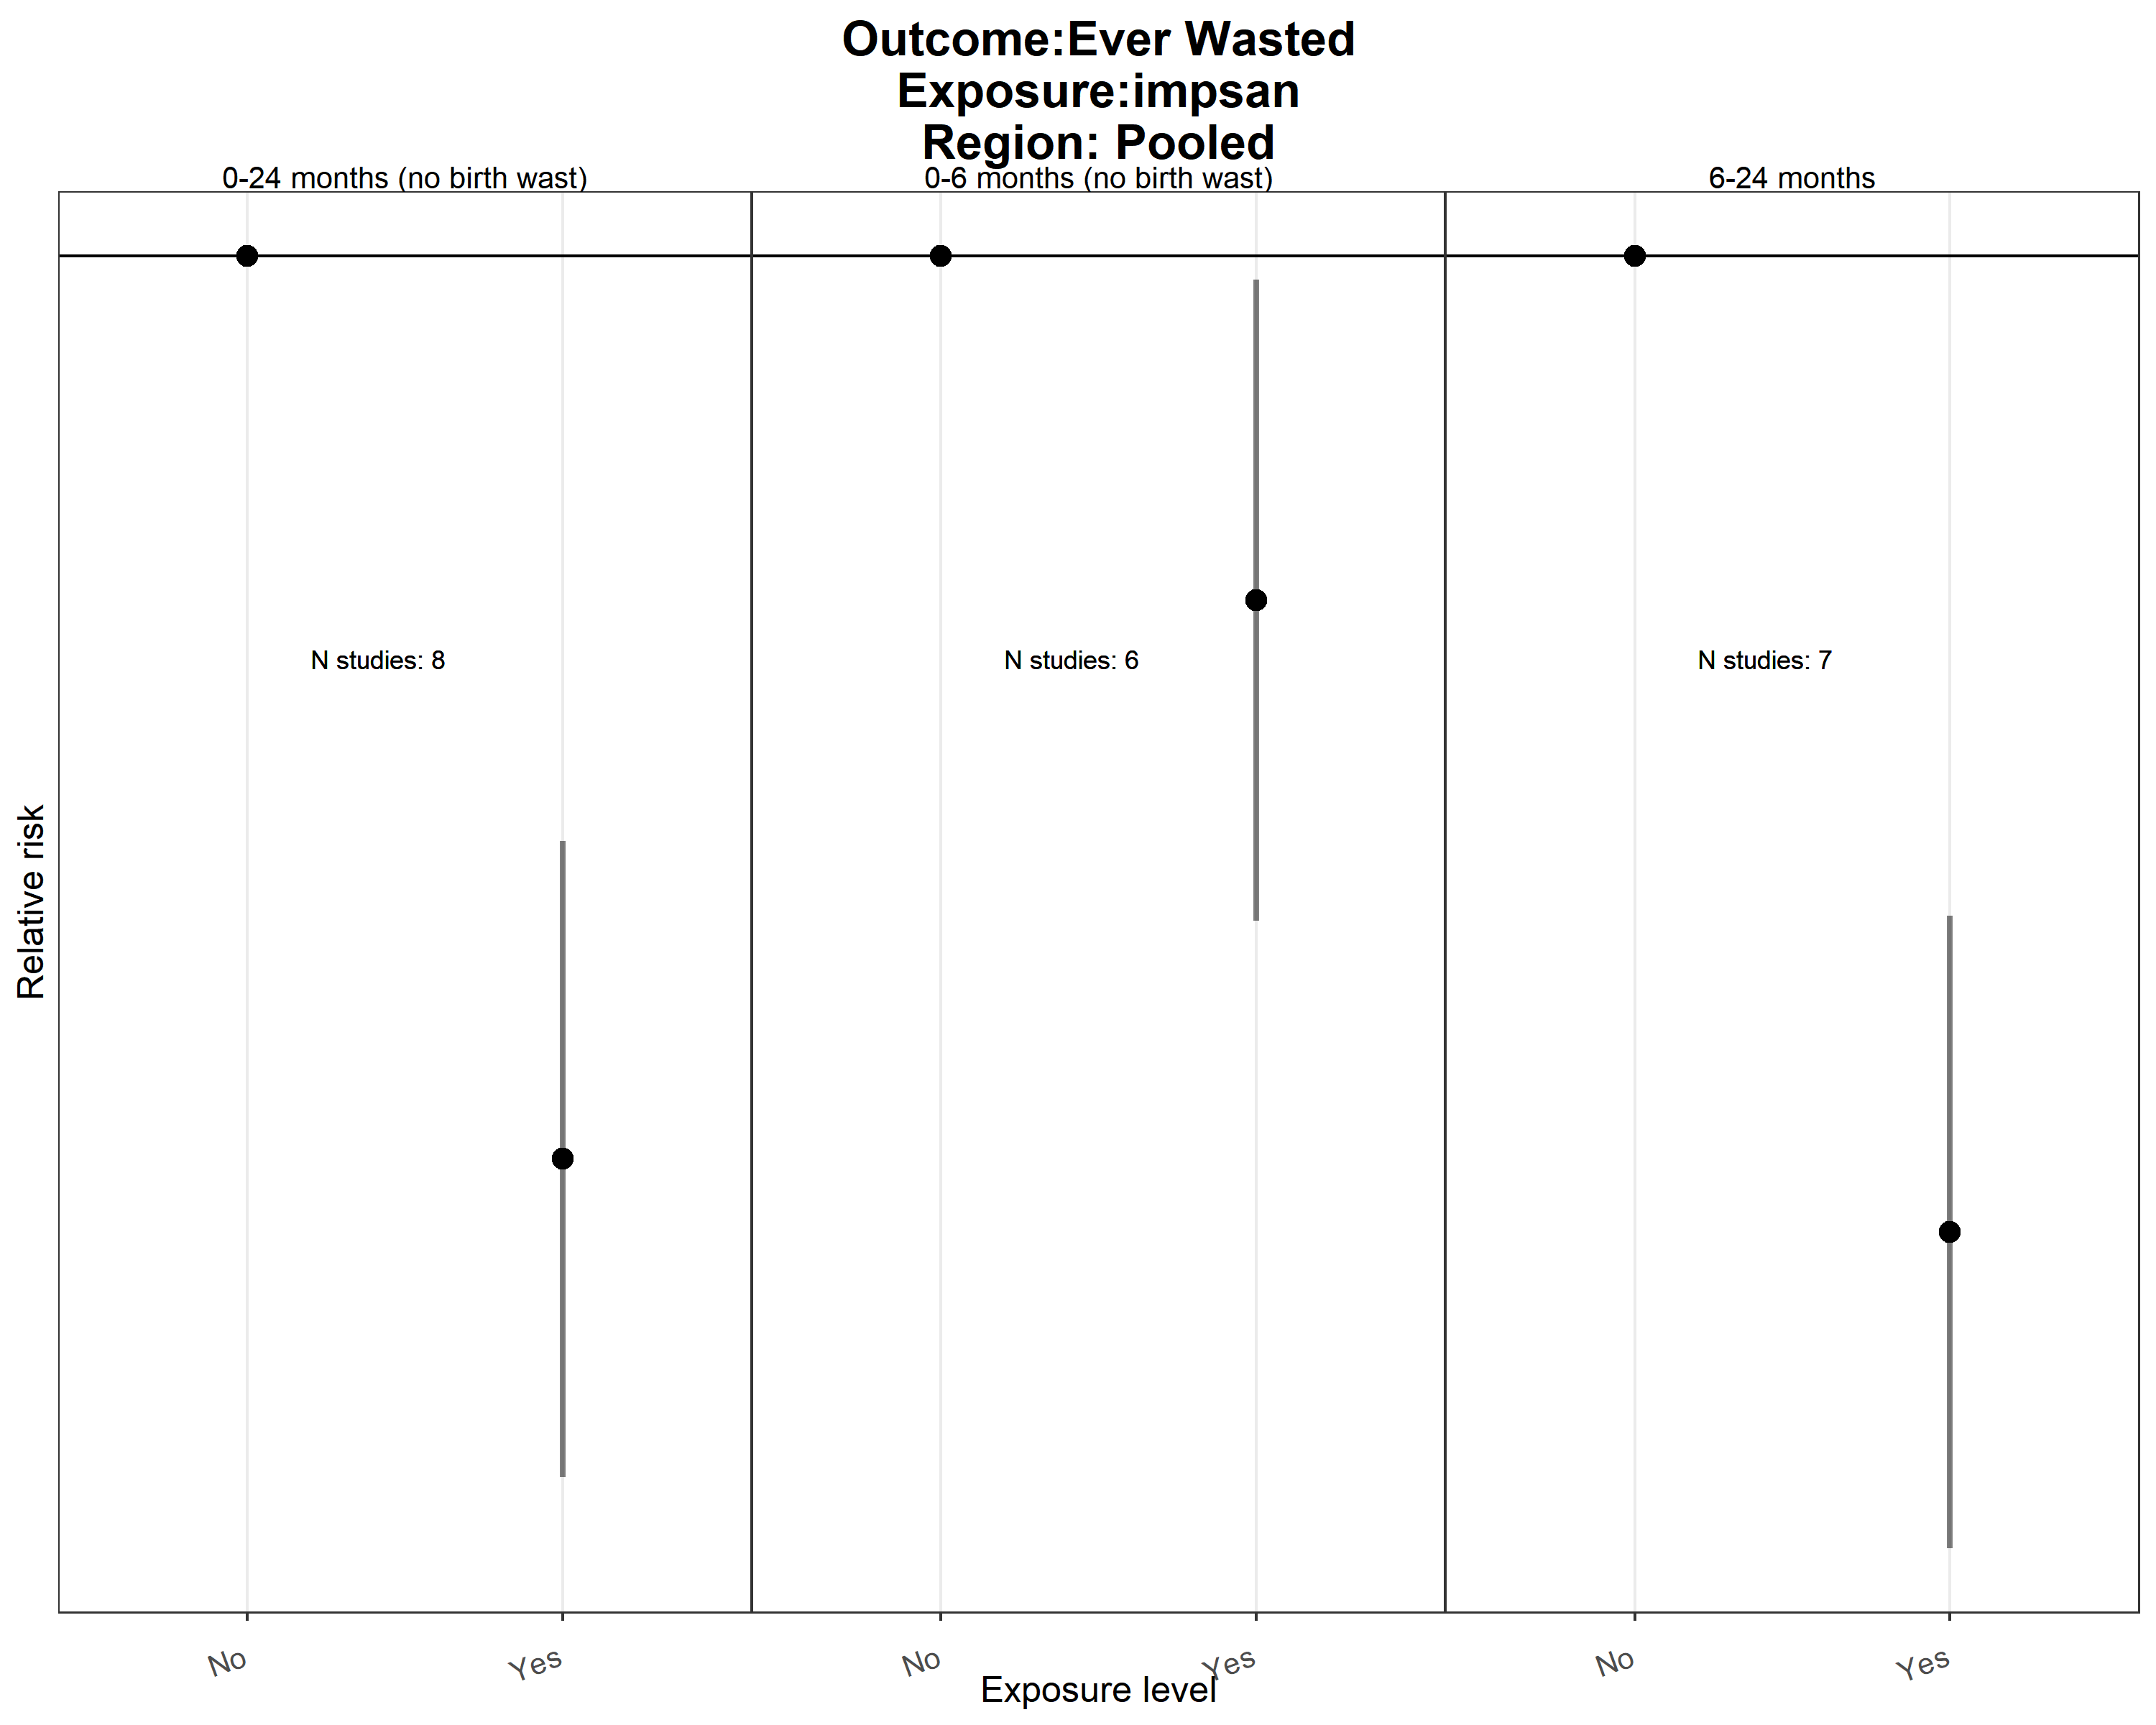 Outcome:Ever Wasted
Exposure:impsan
Region: Pooled
0-24 months (no birth wast)
0-6 months (no birth wast)
6-24 months
N studies: 8
N studies: 6
N studies: 7
Relative risk
No
Yes
No
Yes
No
Yes
Exposure level